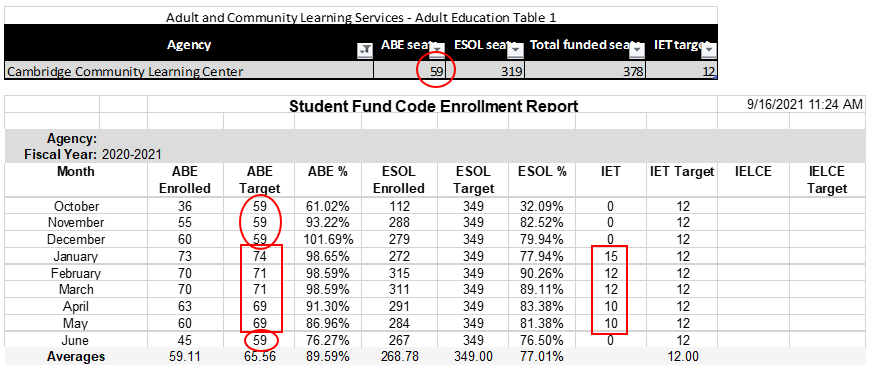 Adult and Community Learning Services - Adult Education Table 1
Agency ABE seats ESOL seats Total funded seats IET target
Cambridge Community Learning Center 59 319 378 12
Student Fund Code Enrollment Report 9/16/2021 11:24 AM
Agency:
Fiscal Year: 2020-2021
Month ABE Enrolled ABE Target ABE % ESOL Enrolled ESOL Target ESOL % IET IET Target IELCE IELCE Target
October 36 59 61.02% 112 349 32.09% 0 12
November 55 59 93.22% 288 349 82.52% 0 12
December 60 59 101.69% 279 349 79.94% 0 12
January 73 74 98.65% 272 349 77.94% 15 12
February 70 71 98.59% 315 349 90.26% 12 12
March 70 71 98.59% 311 349 89.11% 12 12
April 63 69 91.30% 291 349 83.38% 10 12
May 60 69 86.96% 284 349 81.38% 10 12
June 45 59 76.27% 267 349 76.50% 0 12
Averages 59.11 65.56 89.59% 268.78 349.00 77.01% 12.00